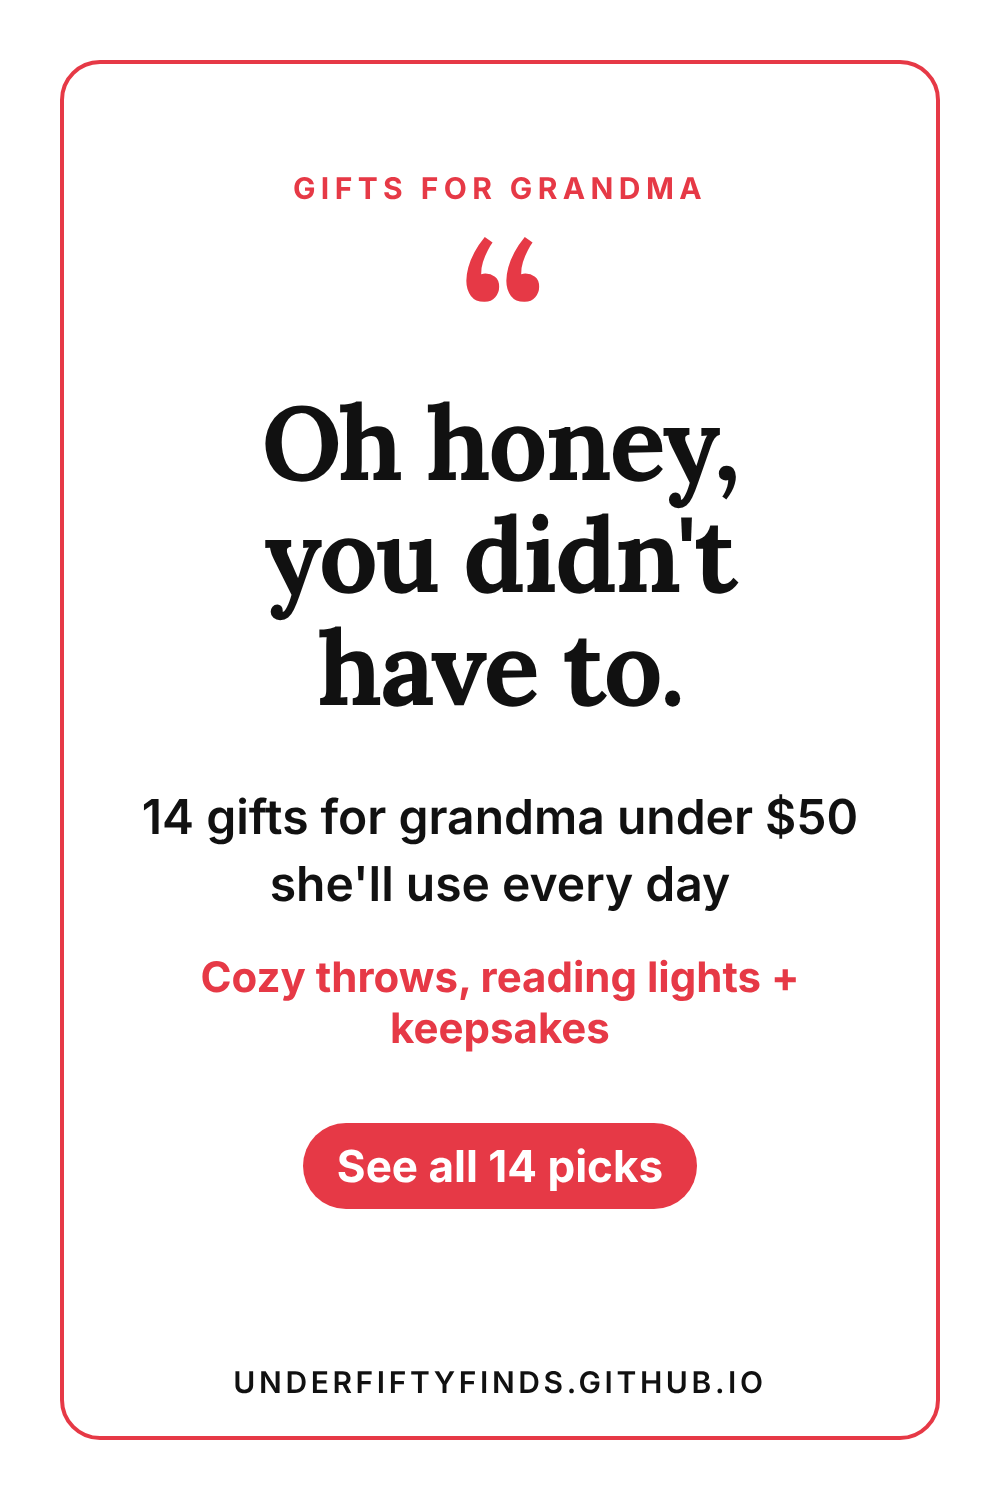 GIFTS FOR GRANDMA
“
Oh honey,
you didn't
have to.
14 gifts for grandma under $50
she'll use every day
Cozy throws, reading lights +
keepsakes
See all 14 picks
UNDERFIFTYFINDS.GITHUB.IO